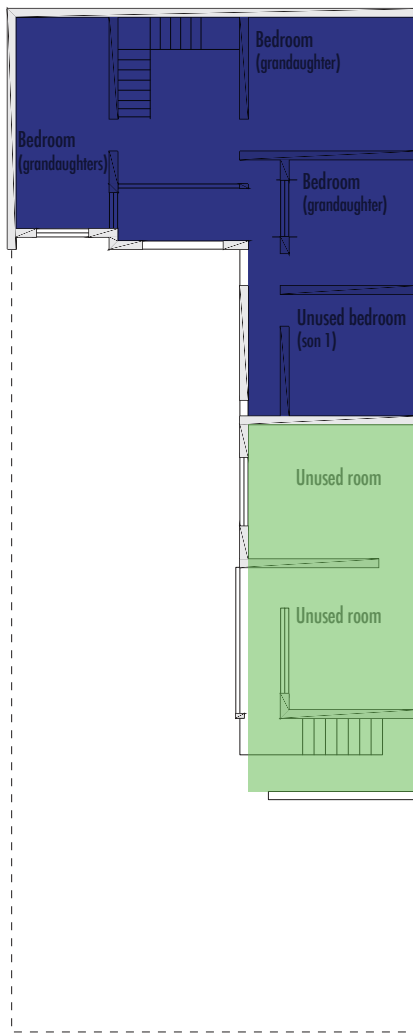 Bedroom
(grandaughter)
Bedroom
(grandaughters)
Bedroom
(grandaughter)
Unused bedroom
(son 1)
Unused room
Unused room